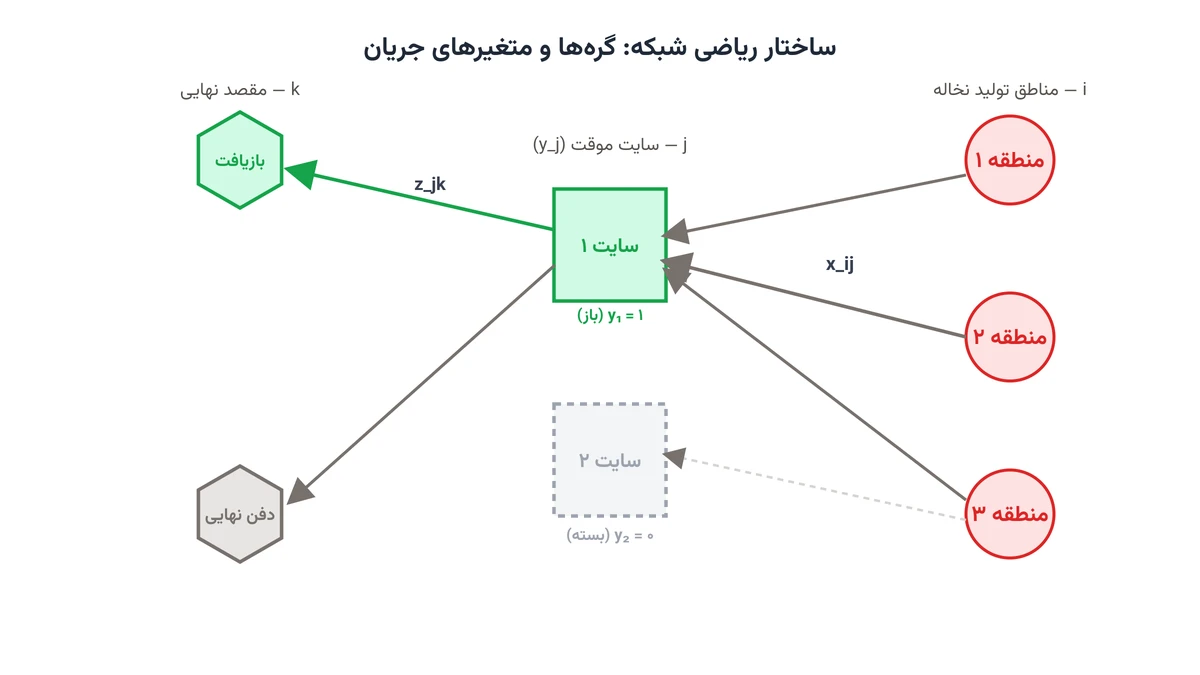 ساختار ریاضی شبکه: گره‌ها و متغیرهای جریان
i — مناطق تولید نخاله
j — سایت موقت (y_j)
k — مقصد نهایی
منطقه ۱
منطقه ۲
منطقه ۳
x_ij
سایت ۱
y₁ = ۱ (باز)
سایت ۲
y₂ = ۰ (بسته)
z_jk
بازیافت
دفن نهایی